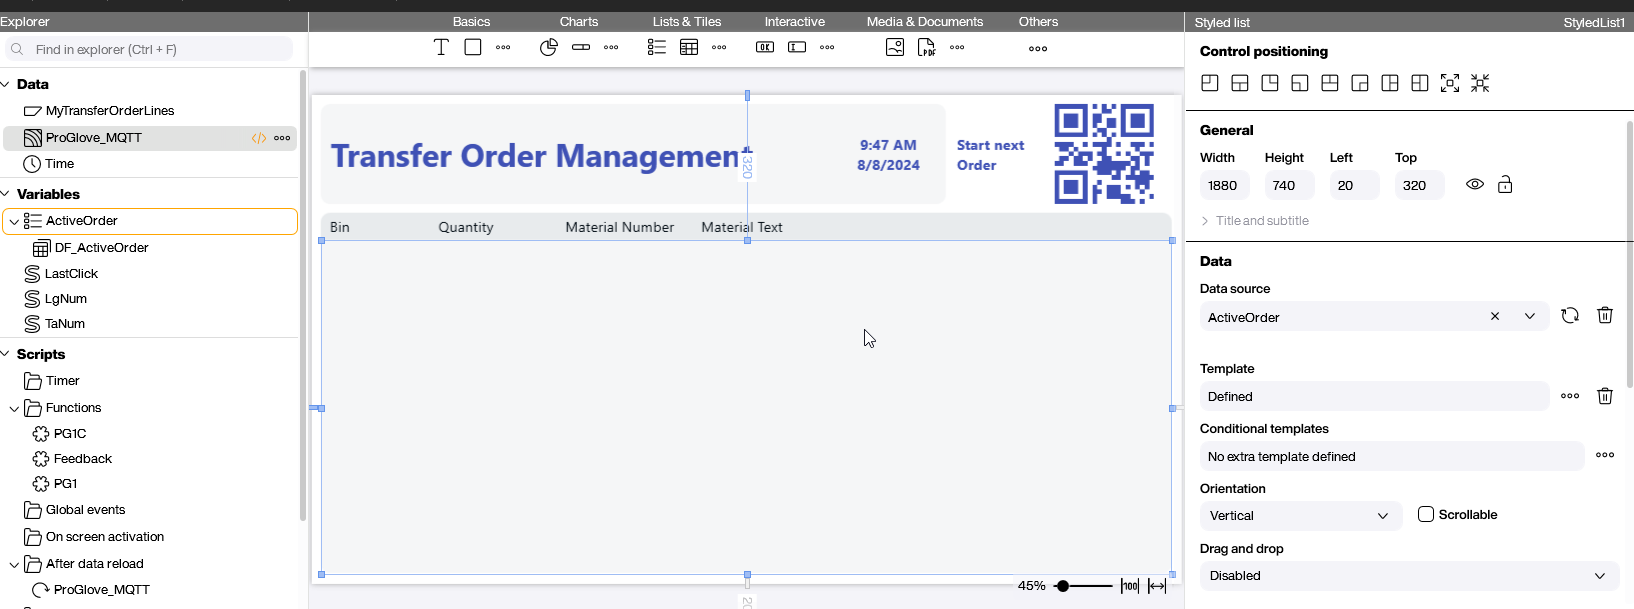 Explorer
Basics
Charts
Lists & Tiles
Interactive
Media & Documents
Others
Styled list
StyledList1
Find in explorer (Ctrl + F)
OK
PDF
Data
MyTransferOrderLines
ProGlove_MQTT
Time
Variables
ActiveOrder
DF_ActiveOrder
LastClick
LgNum
TaNum
Scripts
Timer
Functions
PG1C
Feedback
PG1
Global events
On screen activation
After data reload
ProGlove_MQTT
Transfer Order Management
320
9:47 AM
8/8/2024
Start next
Order
Bin
Quantity
Material Number
Material Text
45%
100
Control positioning
General
Width
Height
Left
Top
1880
740
20
320
Title and subtitle
Data
Data source
ActiveOrder
Template
Defined
Conditional templates
No extra template defined
Orientation
Vertical
Scrollable
Drag and drop
Disabled